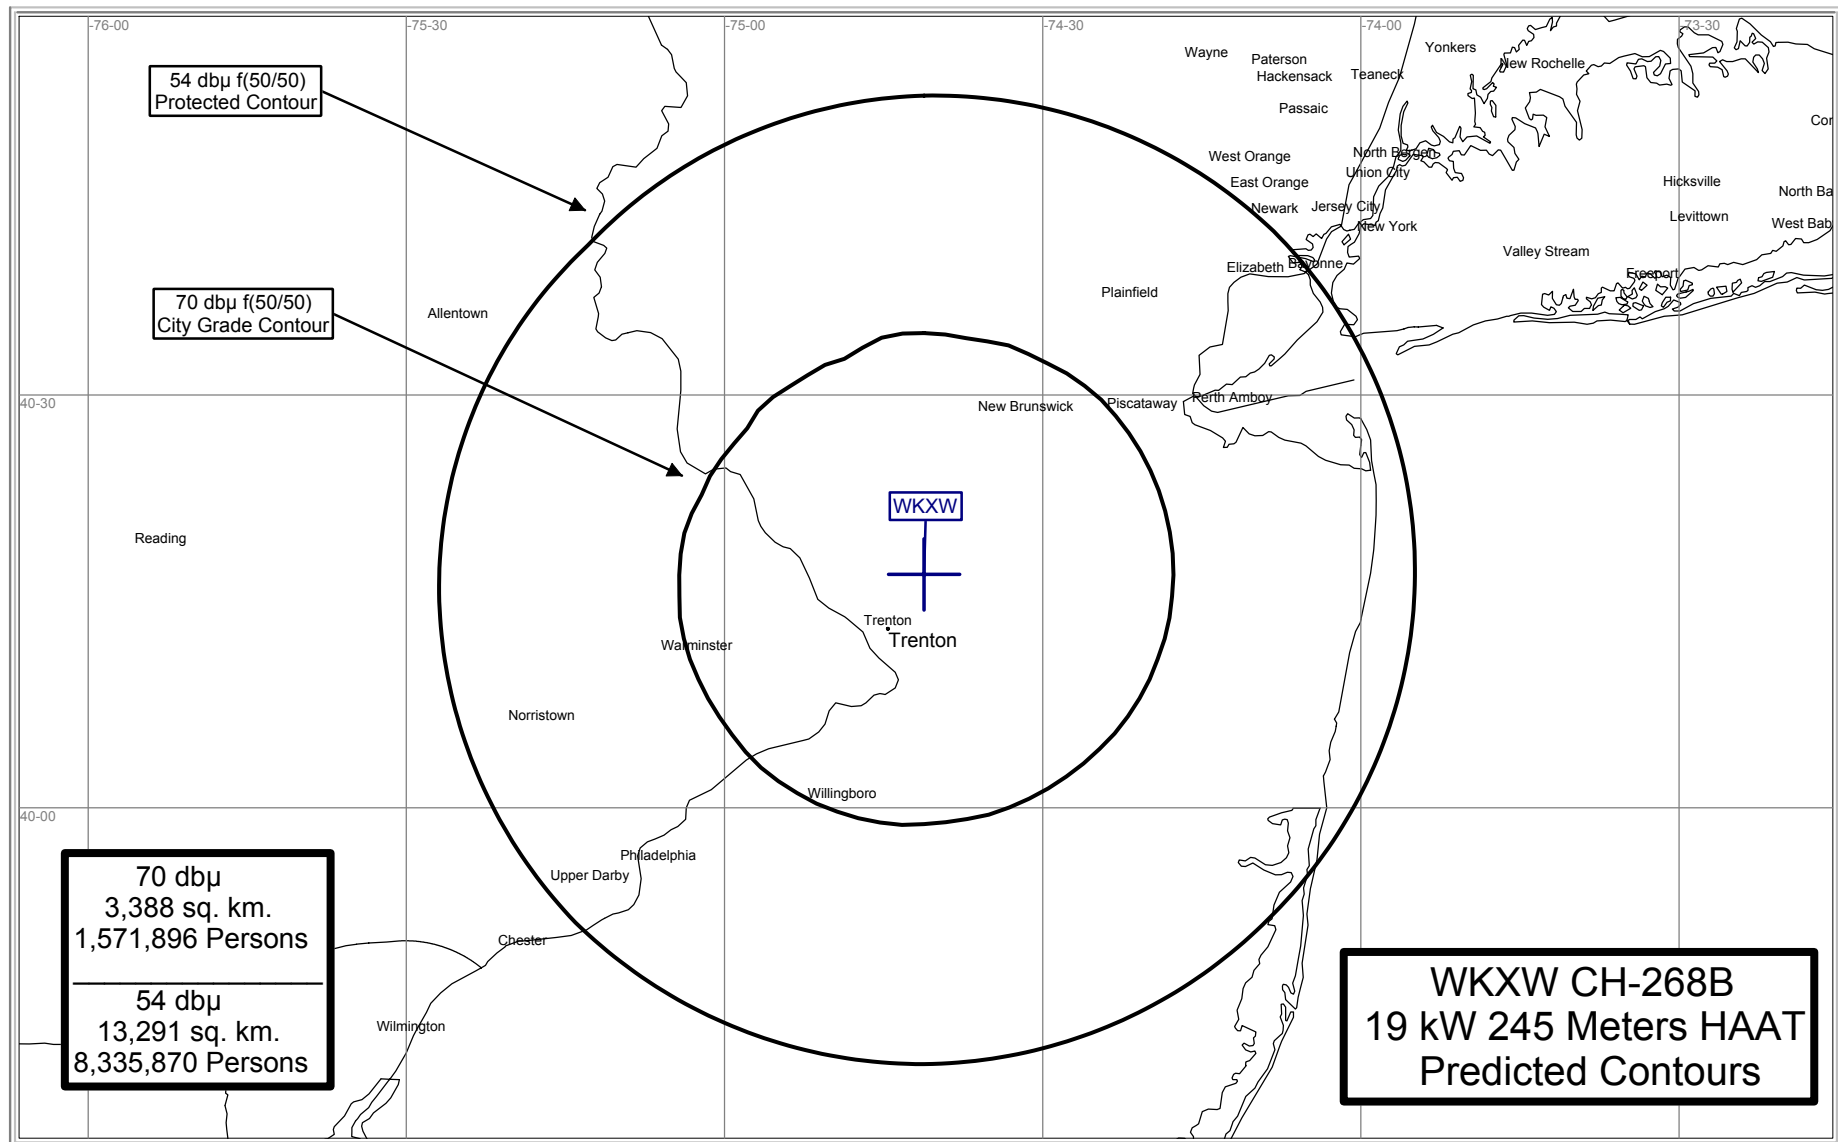 -76-00
-75-30
-75-00
-74-30
-74-00
-73-30
Wayne
Paterson
Hackensack
Teaneck
Yonkers
New Rochelle
Passaic
54 dbµ f(50/50)
Protected Contour
Cor
West Orange
North Bergen
Union City
East Orange
Hicksville
North Ba
Newark
Jersey City
New York
Levittown
West Bab
Valley Stream
Elizabeth
Bayonne
Freeport
Plainfield
70 dbµ f(50/50)
City Grade Contour
Allentown
40-30
New Brunswick
Piscataway
Perth Amboy
WKXW
Reading
Trenton
Trenton
Warminster
Norristown
Willingboro
40-00
Philadelphia
Upper Darby
Chester
Wilmington
70 dbµ
3,388 sq. km.
1,571,896 Persons
54 dbµ
13,291 sq. km.
8,335,870 Persons
WKXW CH-268B
19 kW 245 Meters HAAT
Predicted Contours